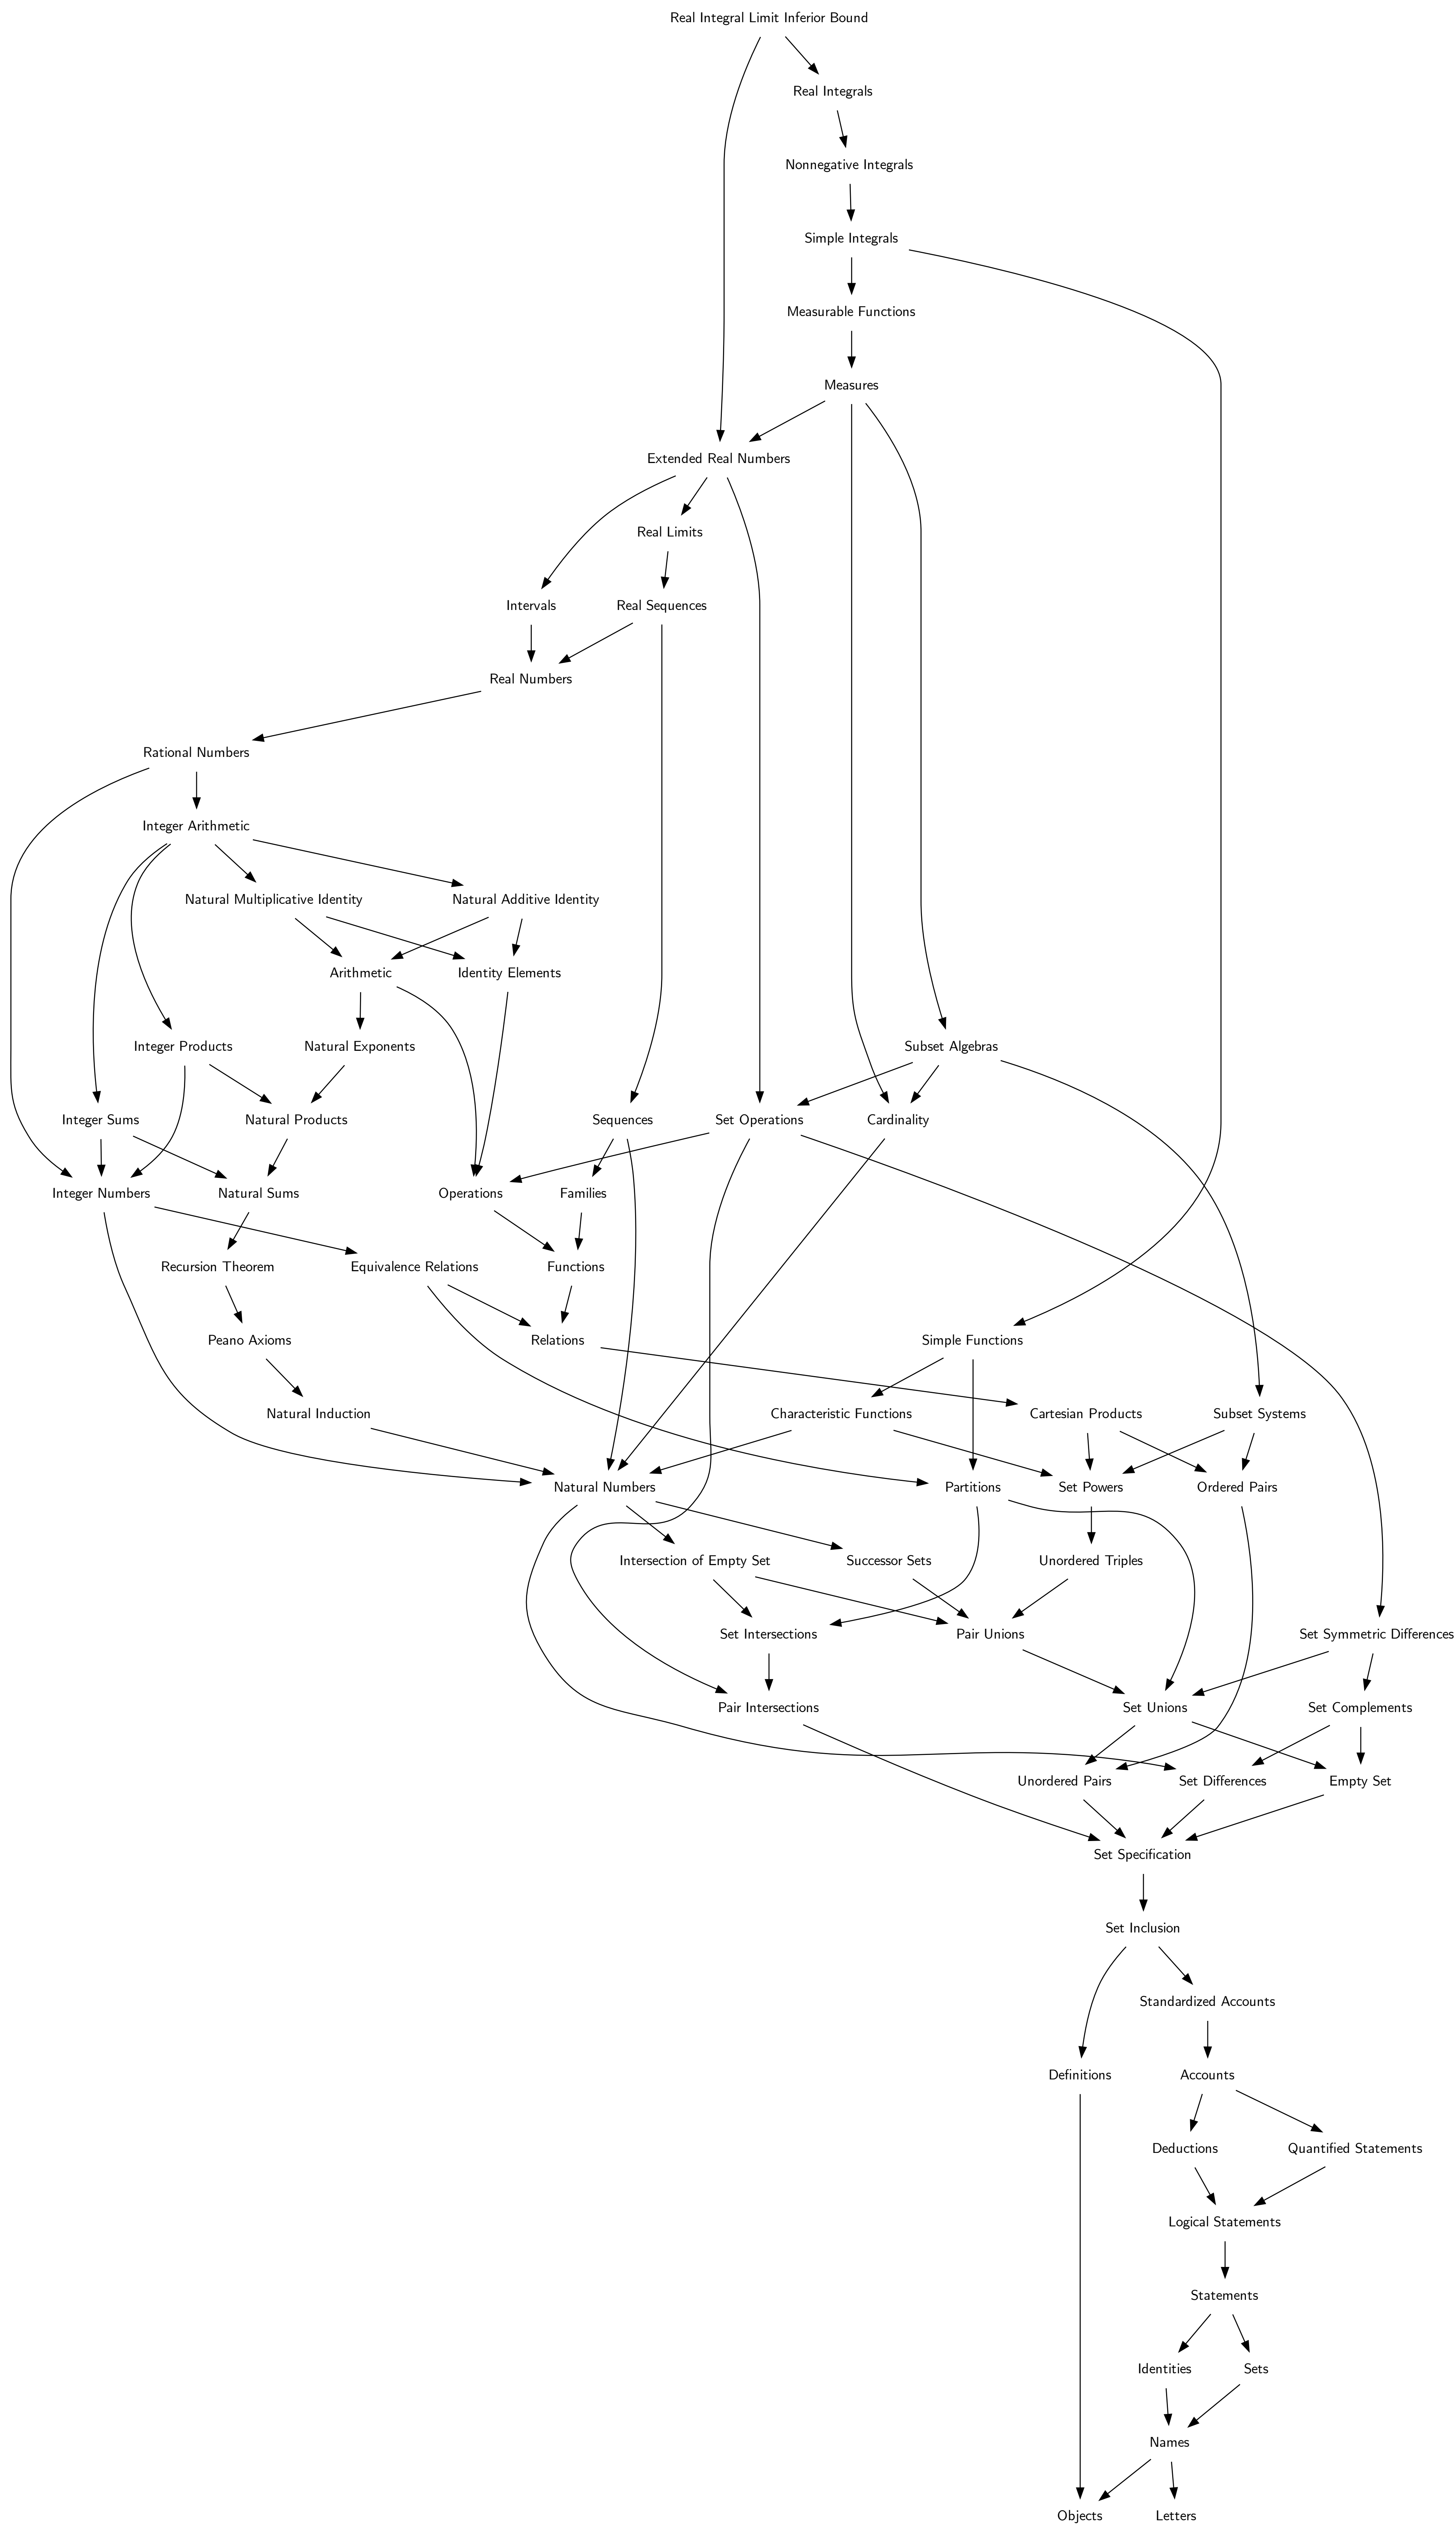 Real Integral Limit Inferior Bound
Real Integrals
Nonnegative Integrals
Simple Integrals
Measurable Functions
Measures
Extended Real Numbers
Real Limits
Intervals
Real Sequences
Real Numbers
Rational Numbers
Integer Arithmetic
Natural Multiplicative Identity
Natural Additive Identity
Arithmetic
Identity Elements
Integer Products
Natural Exponents
Subset Algebras
Integer Sums
Natural Products
Sequences
Set Operations
Cardinality
Integer Numbers
Natural Sums
Operations
Families
Recursion Theorem
Equivalence Relations
Functions
Peano Axioms
Relations
Simple Functions
Natural Induction
Characteristic Functions
Cartesian Products
Subset Systems
Natural Numbers
Partitions
Set Powers
Ordered Pairs
Intersection of Empty Set
Successor Sets
Unordered Triples
Set Intersections
Pair Unions
Set Symmetric Differences
Pair Intersections
Set Unions
Set Complements
Unordered Pairs
Set Differences
Empty Set
Set Specification
Set Inclusion
Standardized Accounts
Definitions
Accounts
Deductions
Quantified Statements
Logical Statements
Statements
Identities
Sets
Names
Objects
Letters